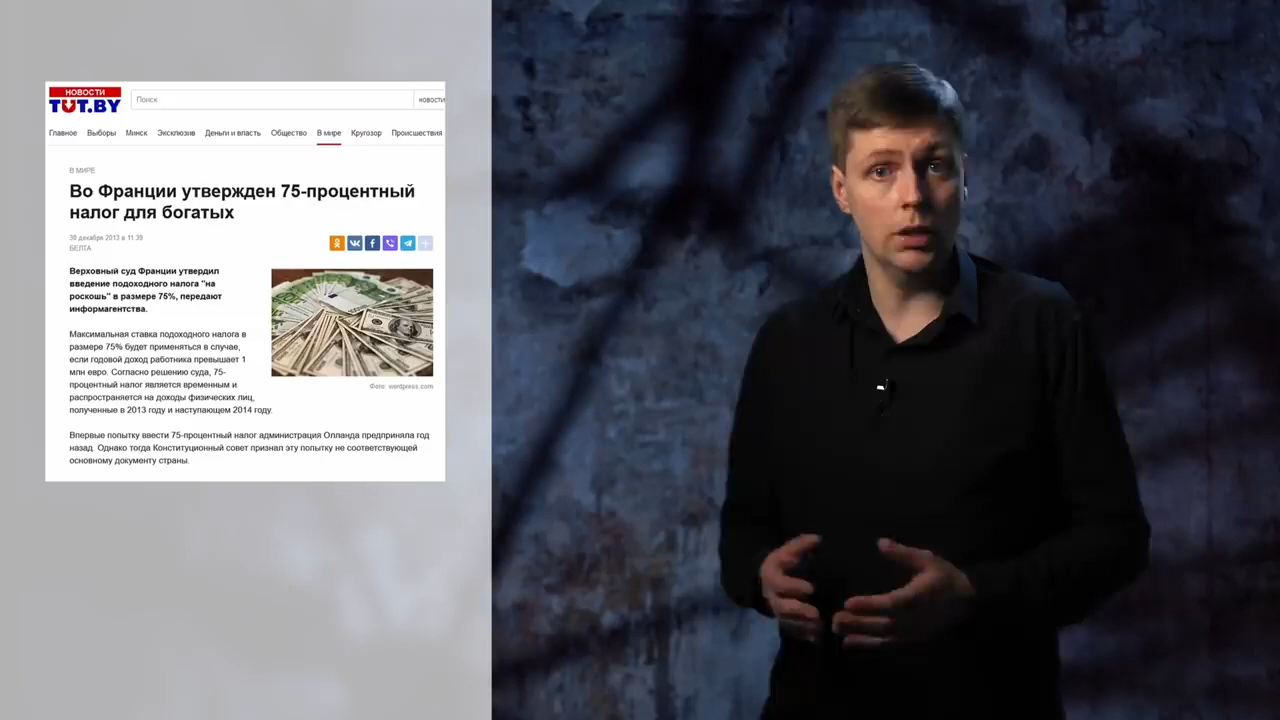 НОВОСТИ
TUT.BY
Поиск
НОВОСТИ
Главное Выборы Минск Эксклюзив Деньги и власть Общество В мире Кругозор Происшествия
В МИРЕ
Во Франции утвержден 75-процентный
налог для богатых
30 декабря 2013 в 11:39
БЕЛТА
Верховный суд Франции утвердил
введение подоходного налога "на
роскошь" в размере 75%, передают
информагентства.
Фото: wordpress.com
Максимальная ставка подоходного налога в
размере 75% будет применяться в случае,
если годовой доход работника превышает 1
млн евро. Согласно решению суда, 75-
процентный налог является временным и
распространяется на доходы физических лиц,
полученные в 2013 году и наступающем 2014 году.
Впервые попытку ввести 75-процентный налог администрация Олланда предприняла год
назад. Однако тогда Конституционный совет признал эту попытку не соответствующей
основному документу страны.